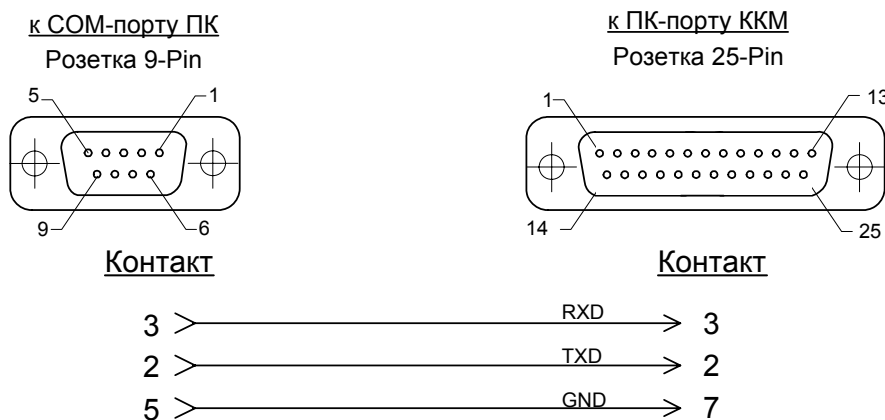 к COM-порту ПК
Розетка 9-Pin
5 1
9 6
Контакт
к ПК-порту ККМ
Розетка 25-Pin
1 13
14 25
Контакт
3 RXD 3
2 TXD 2
5 GND 7